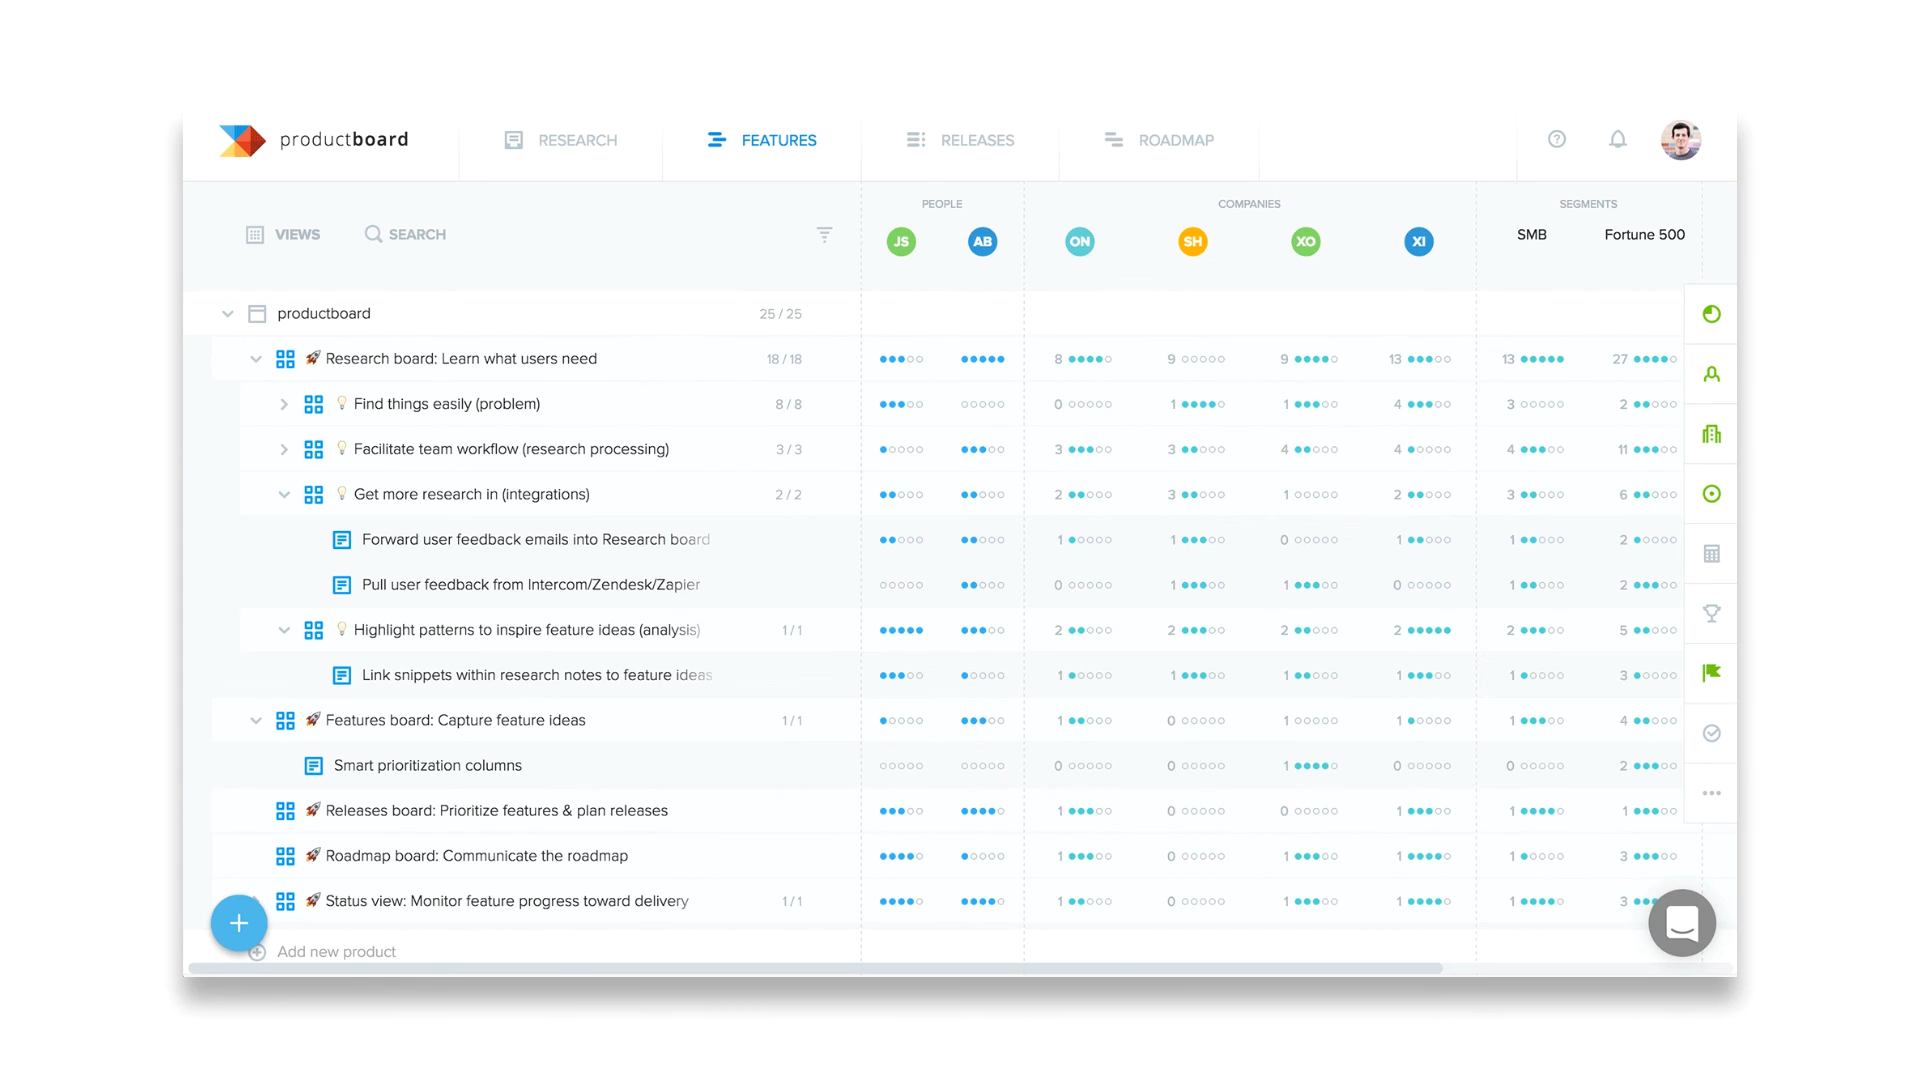 productboard
RESEARCH
FEATURES
RELEASES
ROADMAP
PEOPLE COMPANIES SEGMENTS
VIEWS SEARCH JS AB ON SH XO XI SMB Fortune 500
productboard 25 / 25
Research board: Learn what users need 18 / 18 8 9 9 13 13 27
Find things easily (problem) 8 / 8 0 1 1 4 3 2
Facilitate team workflow (research processing) 3 / 3 3 3 4 4 4 11
Get more research in (integrations) 2 / 2 2 3 1 2 3 6
Forward user feedback emails into Research board 1 1 0 1 1 2
Pull user feedback from Intercom/Zendesk/Zapier 0 1 1 0 1 2
Highlight patterns to inspire feature ideas (analysis) 1 / 1 2 2 2 2 2 5
Link snippets within research notes to feature ideas 1 1 1 1 1 3
Features board: Capture feature ideas 1 / 1 1 0 1 1 1 4
Smart prioritization columns 0 0 1 0 0 2
Releases board: Prioritize features & plan releases 1 0 0 1 1 1
Roadmap board: Communicate the roadmap 1 0 1 1 1 3
Status view: Monitor feature progress toward delivery 1 / 1 1 0 1 1 1 3
Add new product